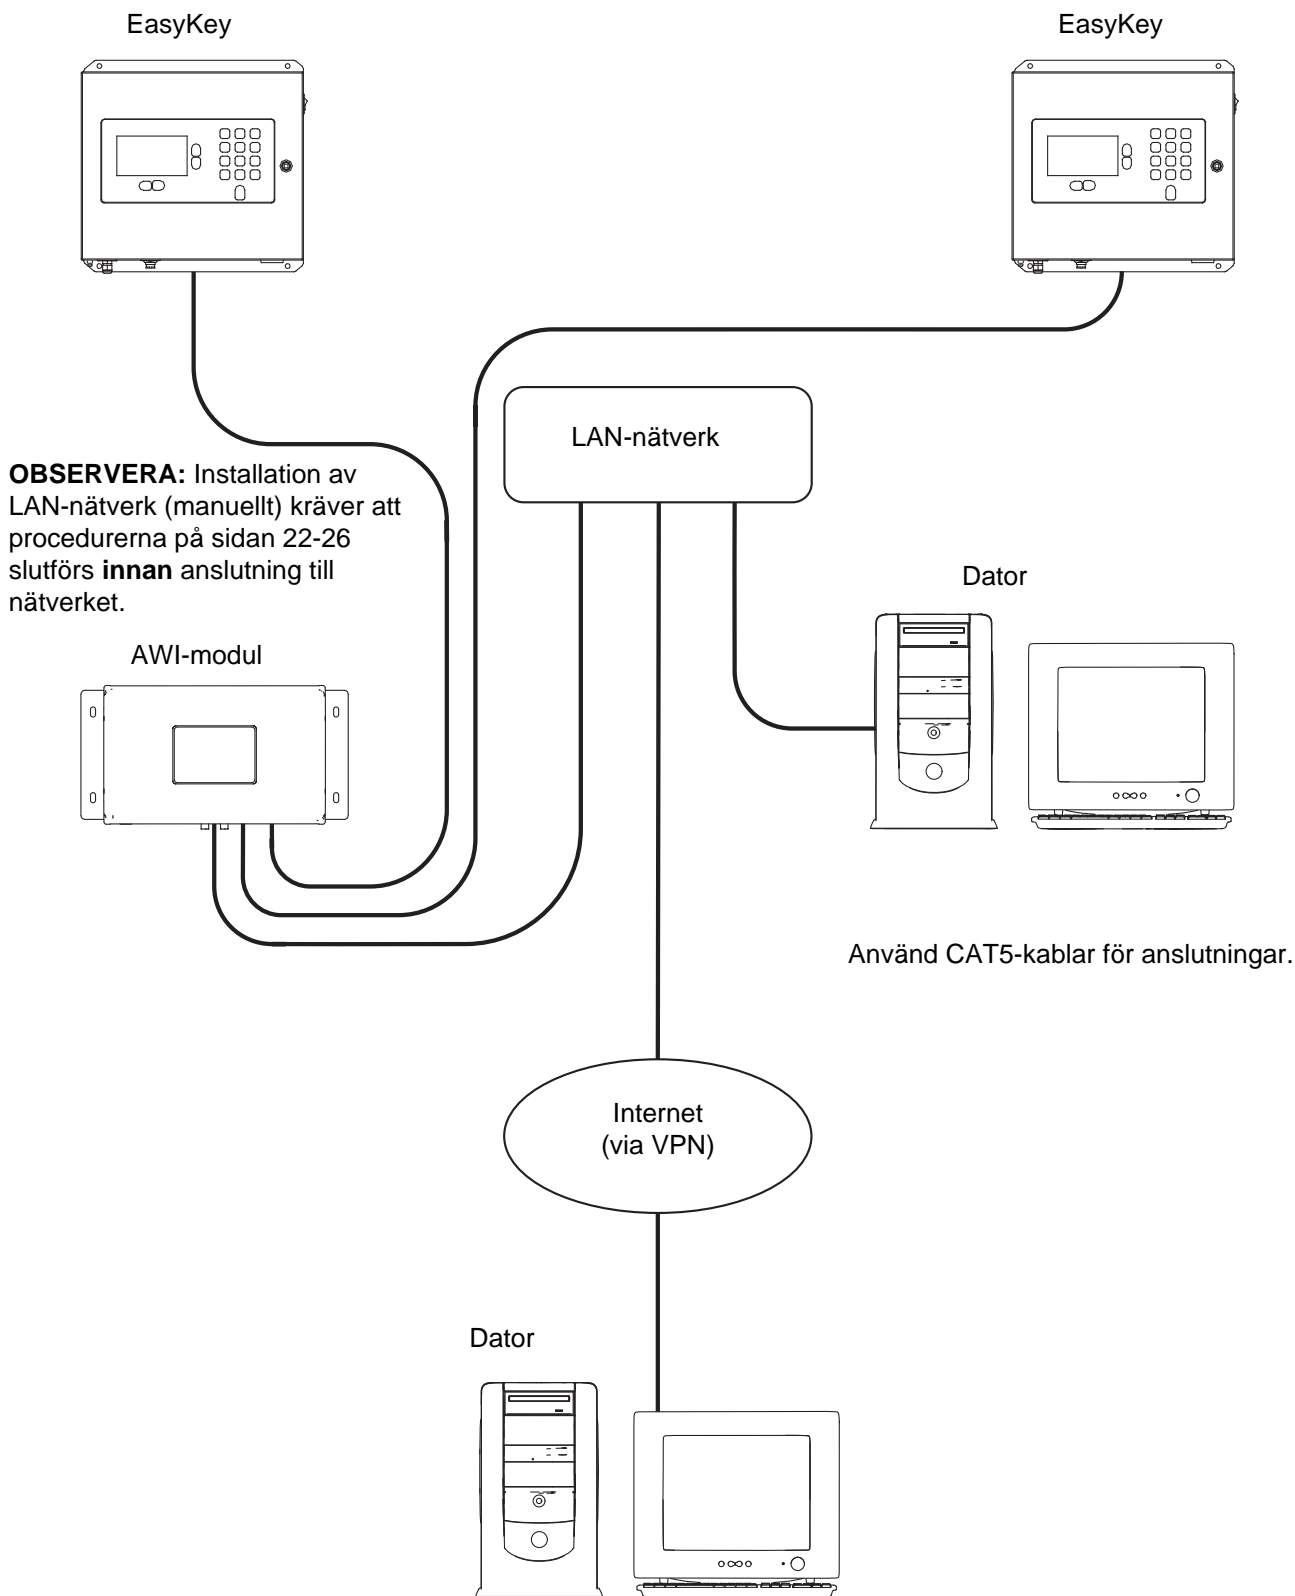 EasyKey
EasyKey
LAN-nätverk
OBSERVERA: Installation av
LAN-nätverk (manuellt) kräver att
procedurerna på sidan 22-26
slutförs innan anslutning till
nätverket.
Dator
AWI-modul
Använd CAT5-kablar för anslutningar.
Internet
(via VPN)
Dator